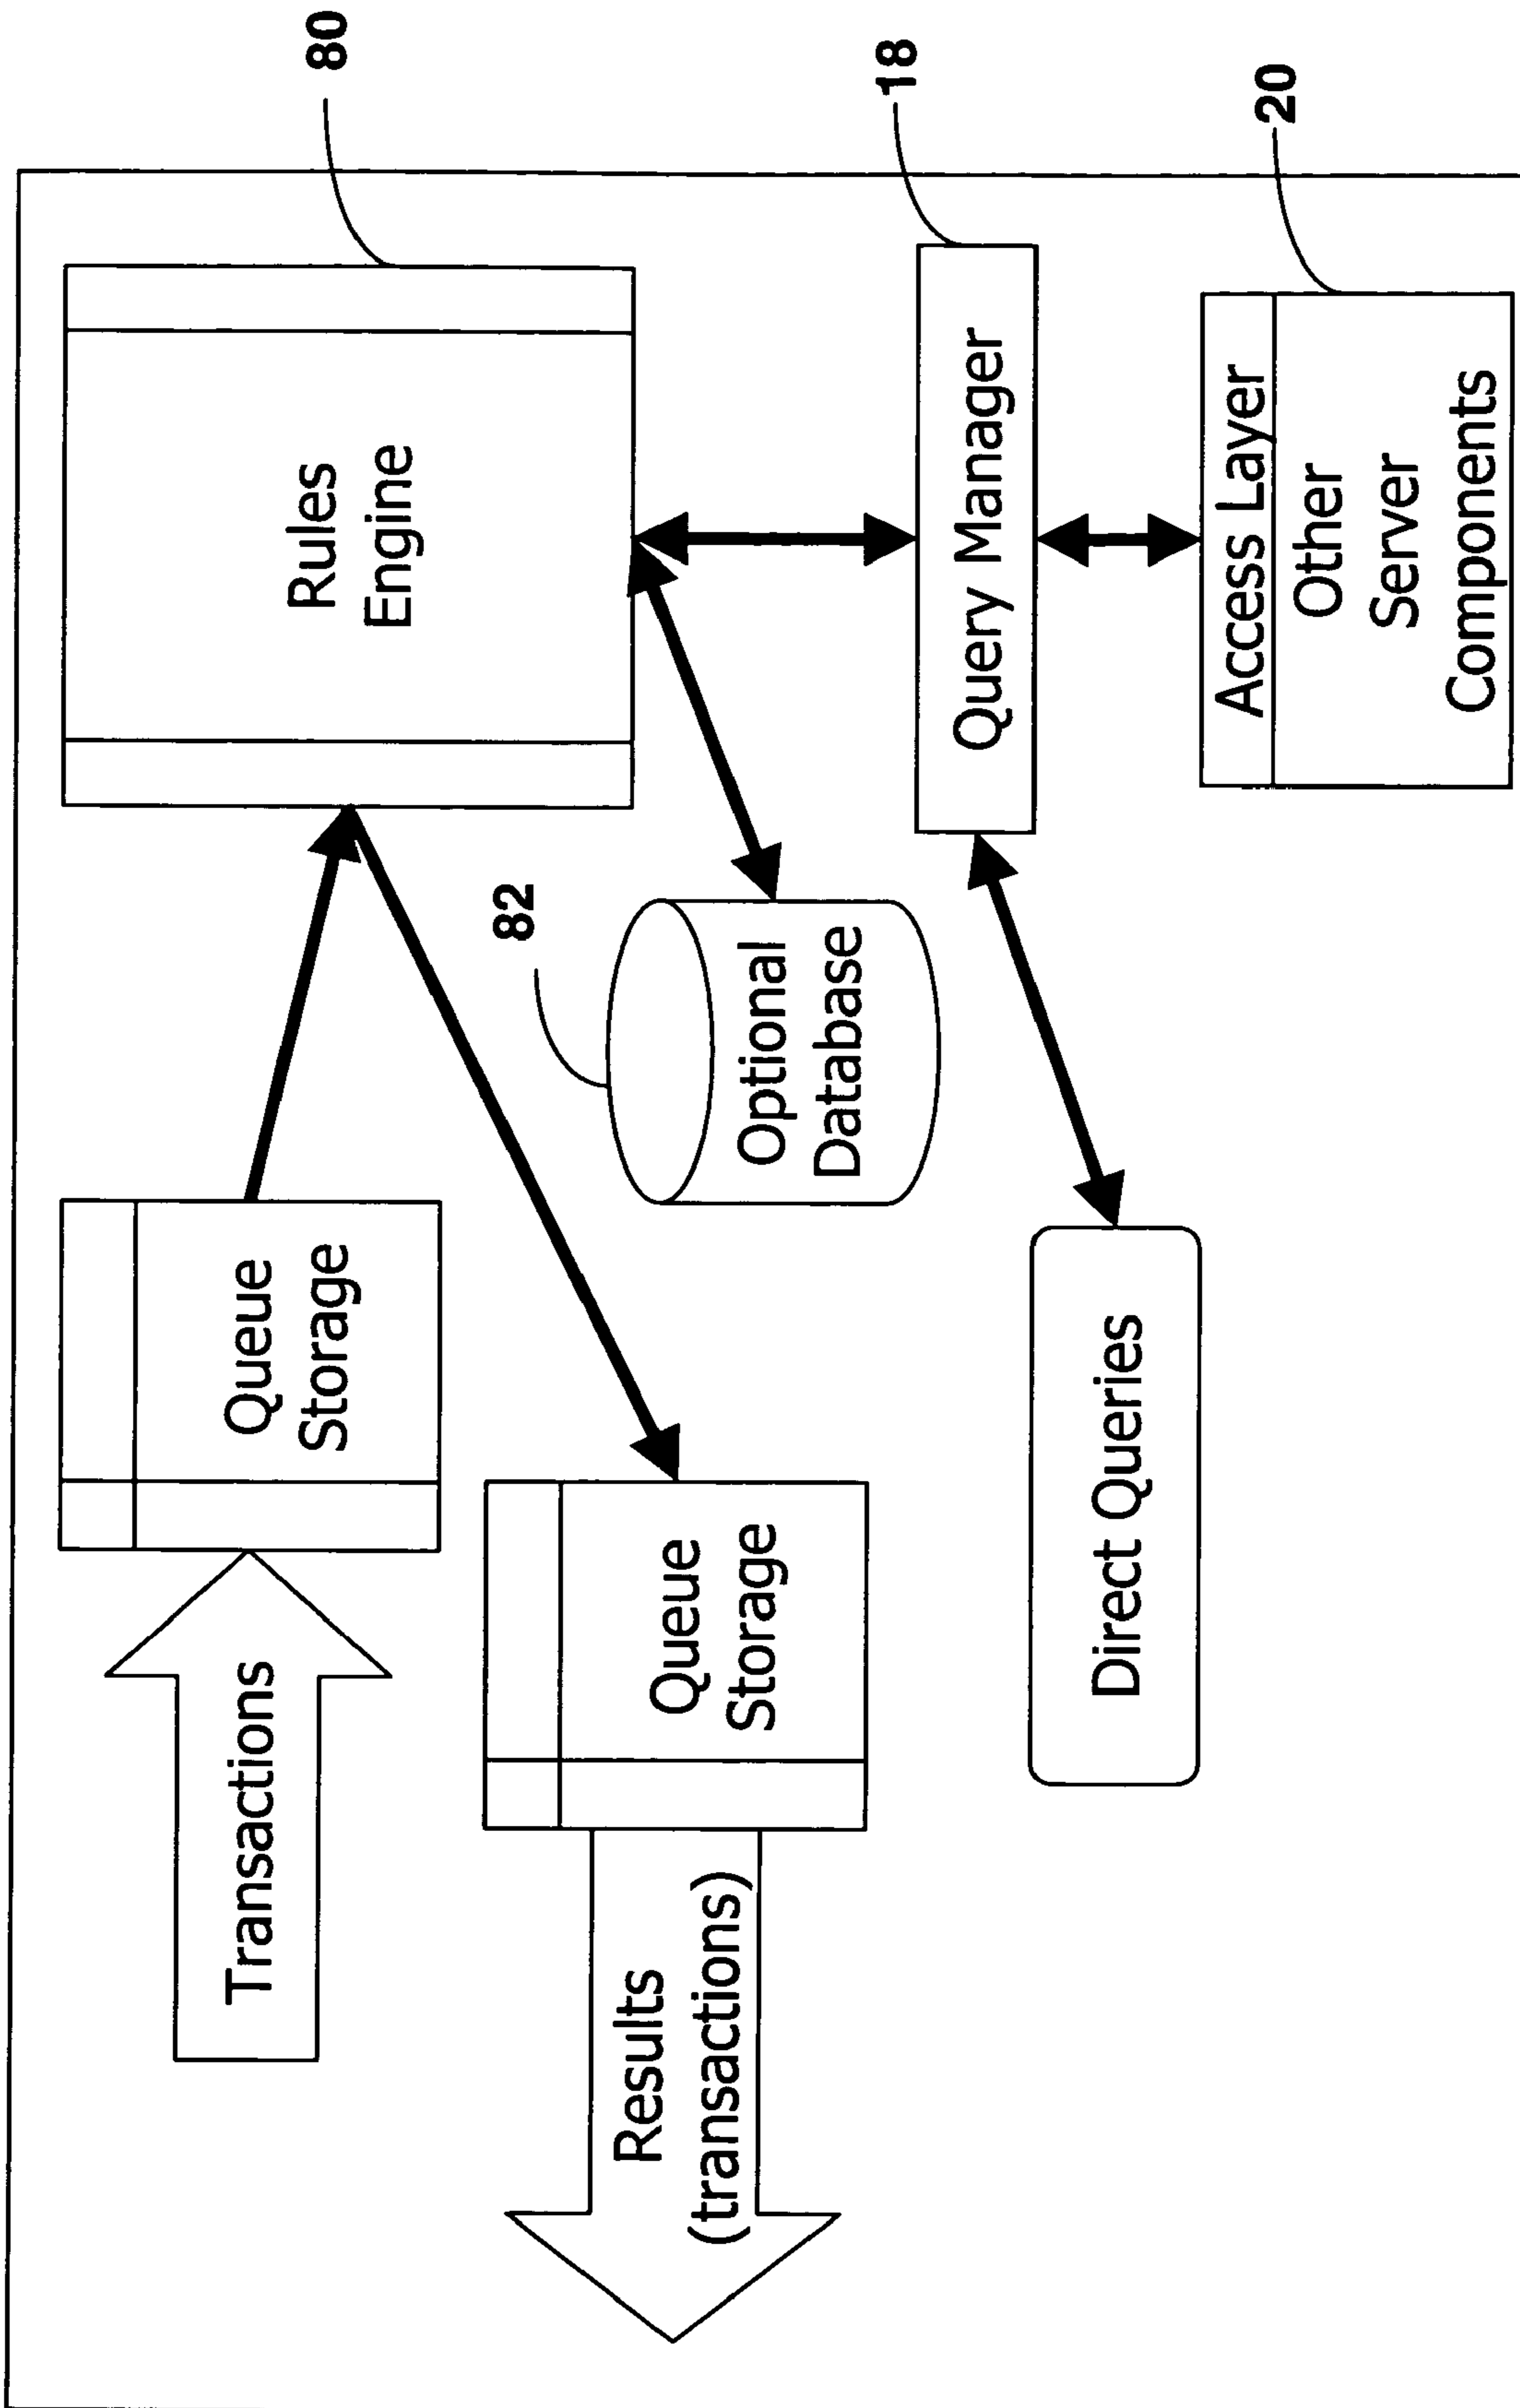 Transactions
Queue
Storage
Rules
Engine
80
Results
(transactions)
Queue
Storage
82
Optional
Database
Query Manager
18
Direct Queries
Access Layer
20
Other
Server
Components